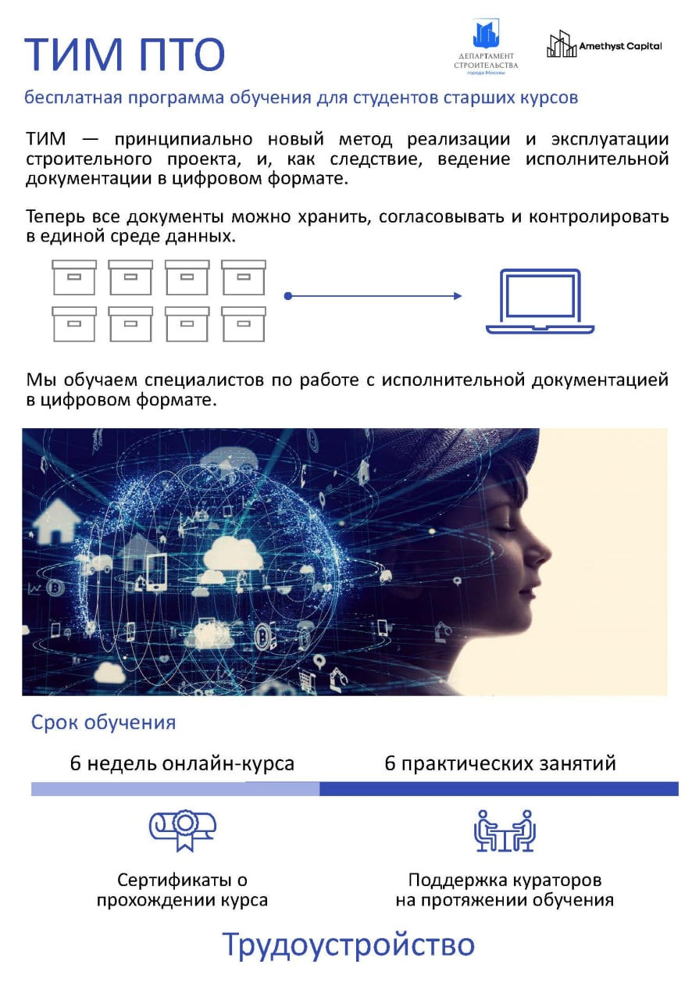 ТИМ ПТО
ДЕПАРТАМЕНТ
СТРОИТЕЛЬСТВА
города Москвы
Amethyst Capital
бесплатная программа обучения для студентов старших курсов
ТИМ — принципиально новый метод реализации и эксплуатации
строительного проекта, и, как следствие, ведение исполнительной
документации в цифровом формате.
Теперь все документы можно хранить, согласовывать и контролировать
в единой среде данных.
Мы обучаем специалистов по работе с исполнительной документацией
в цифровом формате.
Срок обучения
6 недель онлайн-курса
6 практических занятий
Сертификаты о
прохождении курса
Поддержка кураторов
на протяжении обучения
Трудоустройство